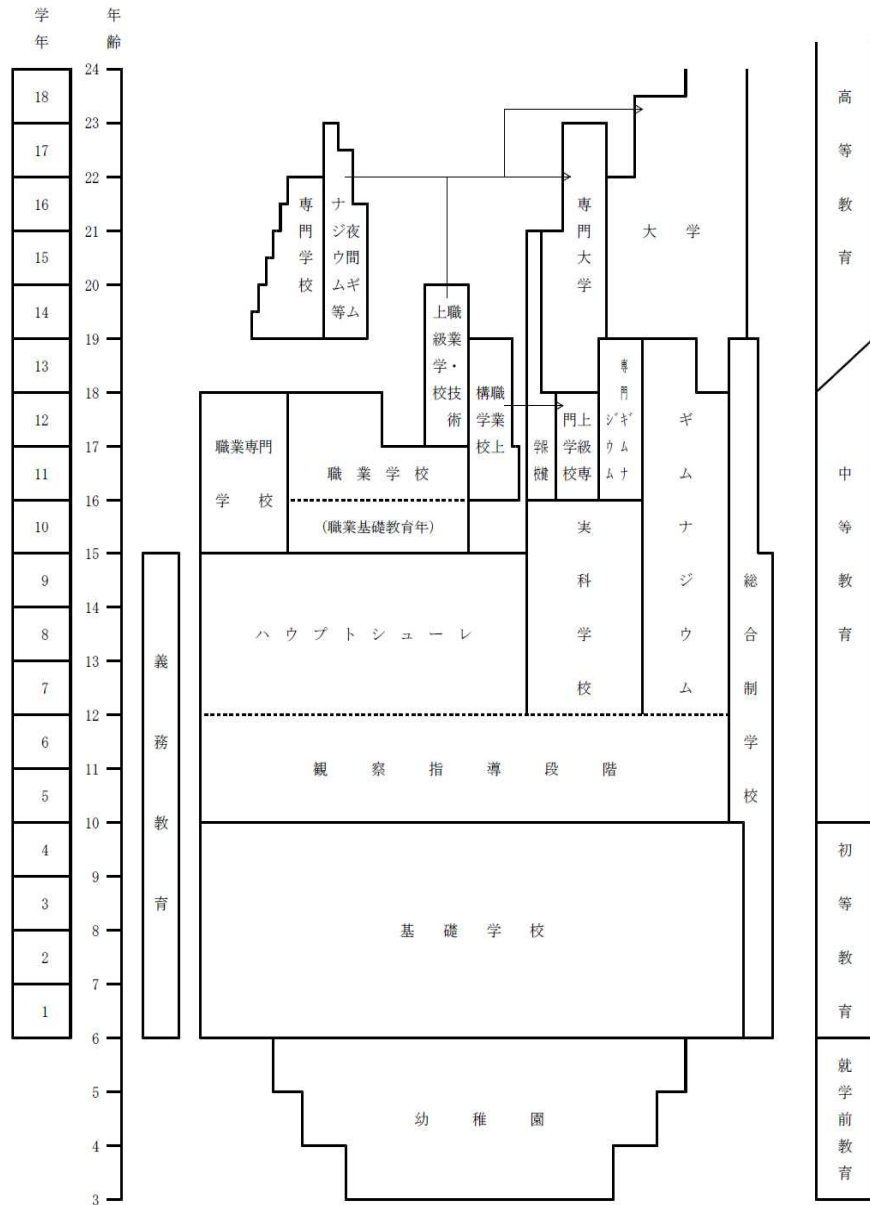 学年
年齢
24
18
23
17
22
16
21
15
20
14
19
13
18
12
17
11
16
10
15
9
14
8
13
7
12
6
11
5
10
4
9
3
8
2
7
1
6
5
4
3
義務教育
専門学校
夜間ギムナジウム等
職業・技術上級学校
職業上構学校
専門大学
大学
職業専門学校
職業学校
(職業基礎教育年)
保健学校
上級専門学校
専門ギムナジウム
ギムナジウム
実科学校
総合制学校
ハウプトシューレ
観察指導段階
基礎学校
幼稚園
高等教育
中等教育
初等教育
就学前教育